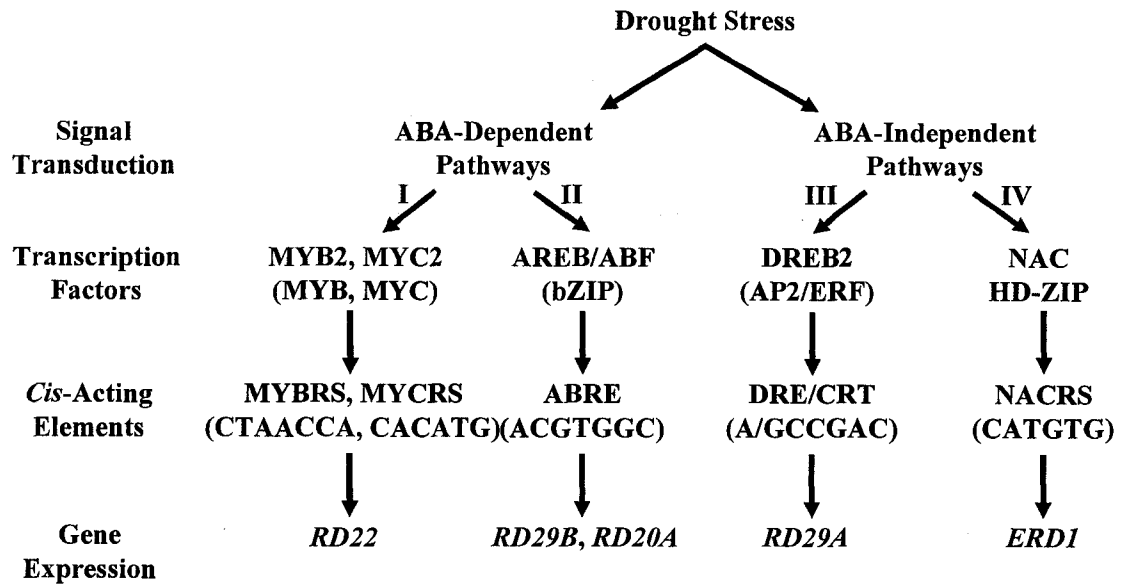 Drought Stress
Signal Transduction
ABA-Dependent Pathways
ABA-Independent Pathways
I
II
III
IV
Transcription Factors
MYB2, MYC2
(MYB, MYC)
AREB/ABF
(bZIP)
DREB2
(AP2/ERF)
NAC
HD-ZIP
Cis-Acting Elements
MYBRS, MYCRS
(CTAACCA, CACATG)
ABRE
(ACGTGGC)
DRE/CRT
(A/GCCGAC)
NACRS
(CATGTG)
Gene Expression
RD22
RD29B, RD20A
RD29A
ERD1